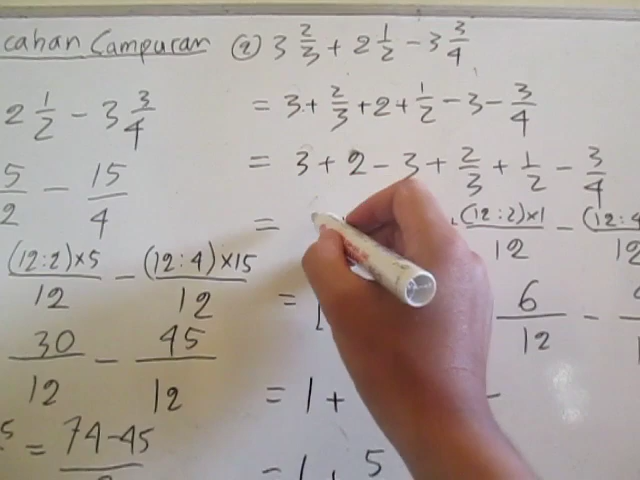 cahan Campuran
2 1/2 - 3 3/4
5/2 - 15/4
(12:2)×5/12 - (12:4)×15/12
30/12 - 45/12
= 74-45/
② 3 2/3 + 2 1/2 - 3 3/4
= 3 + 2/3 + 2 + 1/2 - 3 - 3/4
= 3 + 2 - 3 + 2/3 + 1/2 - 3/4
= (12:2)×1/12 - (12:4
= 6/12 -
= 1 +
= 1 + 5